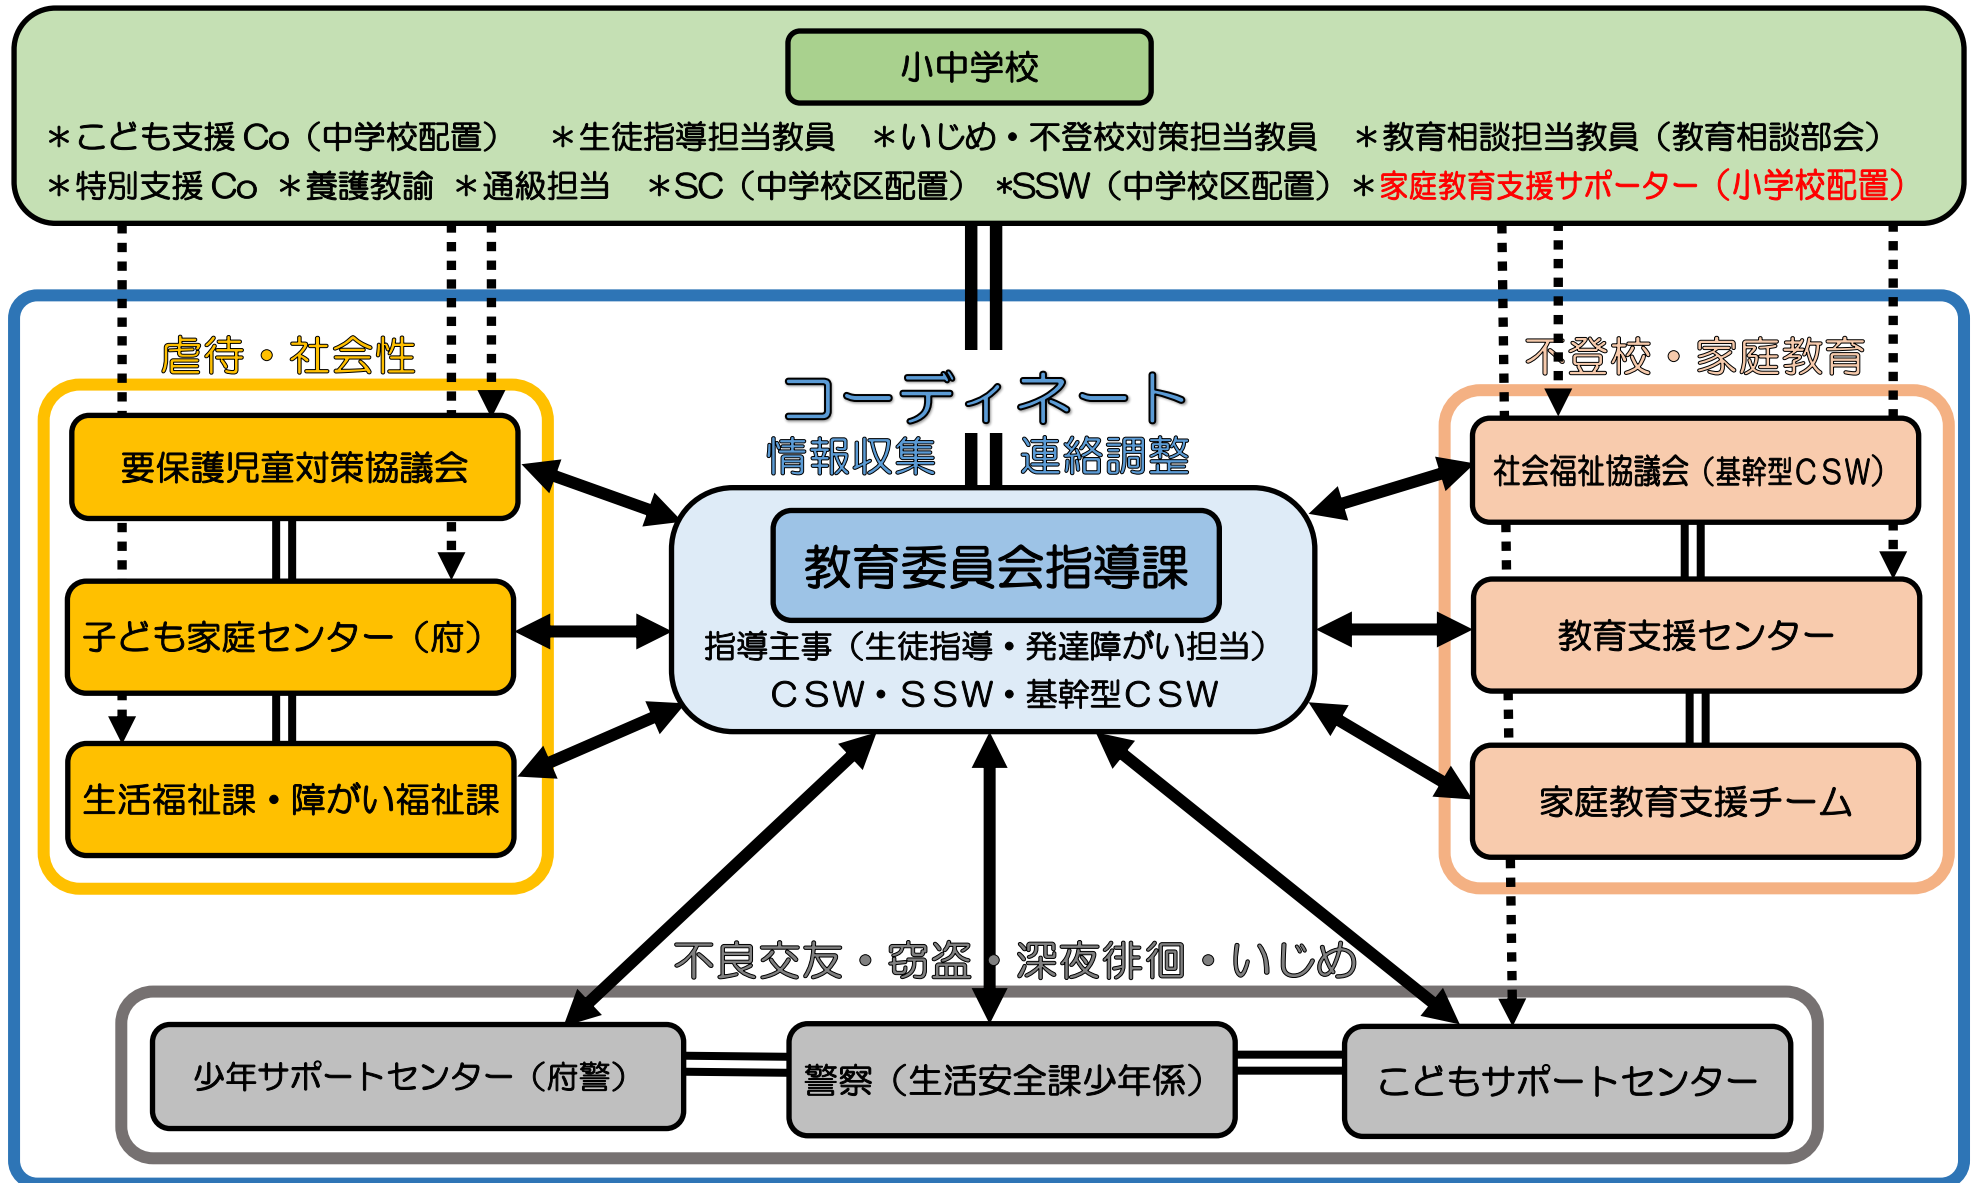 小中学校
＊こども支援 Co（中学校配置）　＊生徒指導担当教員　＊いじめ・不登校対策担当教員　＊教育相談担当教員（教育相談部会）
＊特別支援 Co　＊養護教諭　＊通級担当　＊SC（中学校区配置）　*SSW（中学校区配置）＊家庭教育支援サポーター（小学校配置）
虐待・社会性
不登校・家庭教育
コーディネート
情報収集　連絡調整
要保護児童対策協議会
社会福祉協議会（基幹型ＣＳＷ）
教育委員会指導課
子ども家庭センター（府）
指導主事（生徒指導・発達障がい担当）
教育支援センター
ＣＳＷ・ＳＳＷ・基幹型ＣＳＷ
生活福祉課・障がい福祉課
家庭教育支援チーム
不良交友・窃盗・深夜徘徊・いじめ
少年サポートセンター（府警）
警察（生活安全課少年係）
こどもサポートセンター